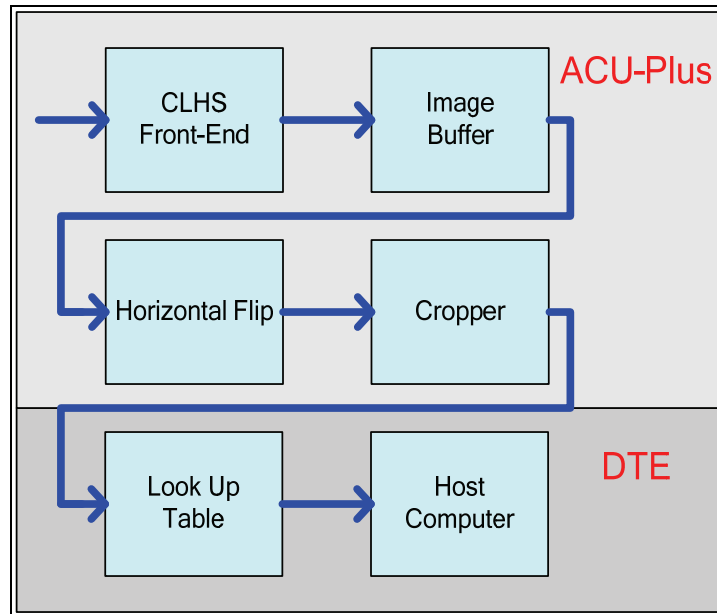 ACU-Plus
CLHS
Front-End
Image
Buffer
Horizontal Flip
Cropper
DTE
Look Up
Table
Host
Computer